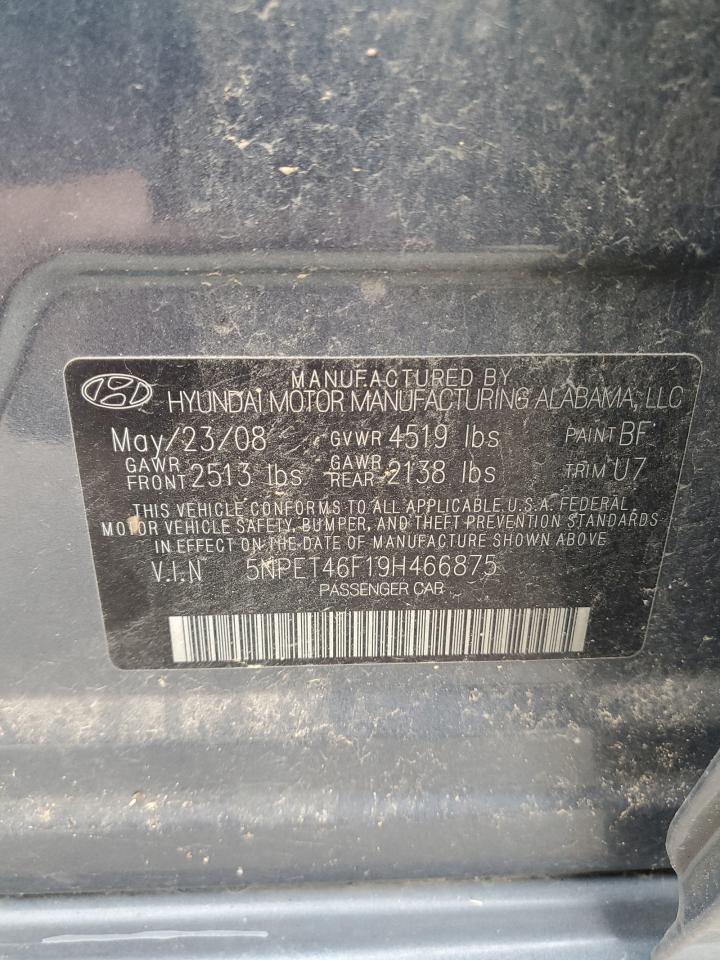 MANUFACTURED BY
HYUNDAI MOTOR MANUFACTURING ALABAMA, LLC
May/23/08 GVWR 4519 lbs PAINT BF
GAWR FRONT 2513 lbs GAWR REAR 2138 lbs TRIM U7
THIS VEHICLE CONFORMS TO ALL APPLICABLE U.S.A. FEDERAL
MOTOR VEHICLE SAFETY, BUMPER, AND THEFT PREVENTION STANDARDS
IN EFFECT ON THE DATE OF MANUFACTURE SHOWN ABOVE
V.I.N 5NPET46F19H466875
PASSENGER CAR